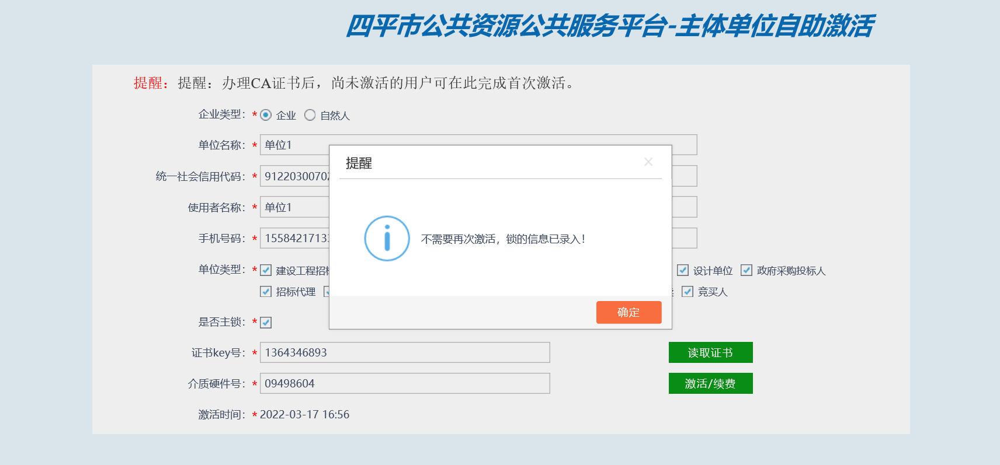 四平市公共资源公共服务平台-主体单位自助激活
提醒：提醒：办理CA证书后，尚未激活的用户可在此完成首次激活。
企业类型：* 企业 自然人
单位名称：* 单位1
统一社会信用代码：* 9122030070
使用者名称：* 单位1
手机号码：* 1558421713
单位类型：* 建设工程招 设计单位 政府采购投标人
招标代理 竞买人
是否主锁：*
证书key号：* 1364346893
读取证书
介质硬件号：* 09498604
激活/续费
激活时间：* 2022-03-17 16:56
提醒
不需要再次激活，锁的信息已录入！
确定